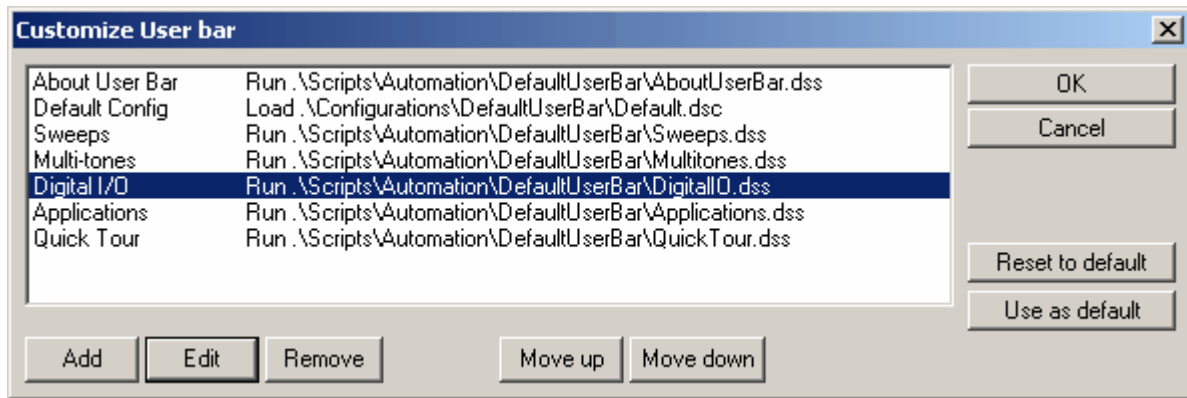 Customize User bar
About User Bar Run .\Scripts\Automation\DefaultUserBar\AboutUserBar.dss
Default Config Load .\Configurations\DefaultUserBar\Default.dsc
Sweeps Run .\Scripts\Automation\DefaultUserBar\Sweeps.dss
Multi-tones Run .\Scripts\Automation\DefaultUserBar\Multitones.dss
Digital I/O Run .\Scripts\Automation\DefaultUserBar\DigitalIO.dss
Applications Run .\Scripts\Automation\DefaultUserBar\Applications.dss
Quick Tour Run .\Scripts\Automation\DefaultUserBar\QuickTour.dss
OK
Cancel
Reset to default
Use as default
Add Edit Remove Move up Move down